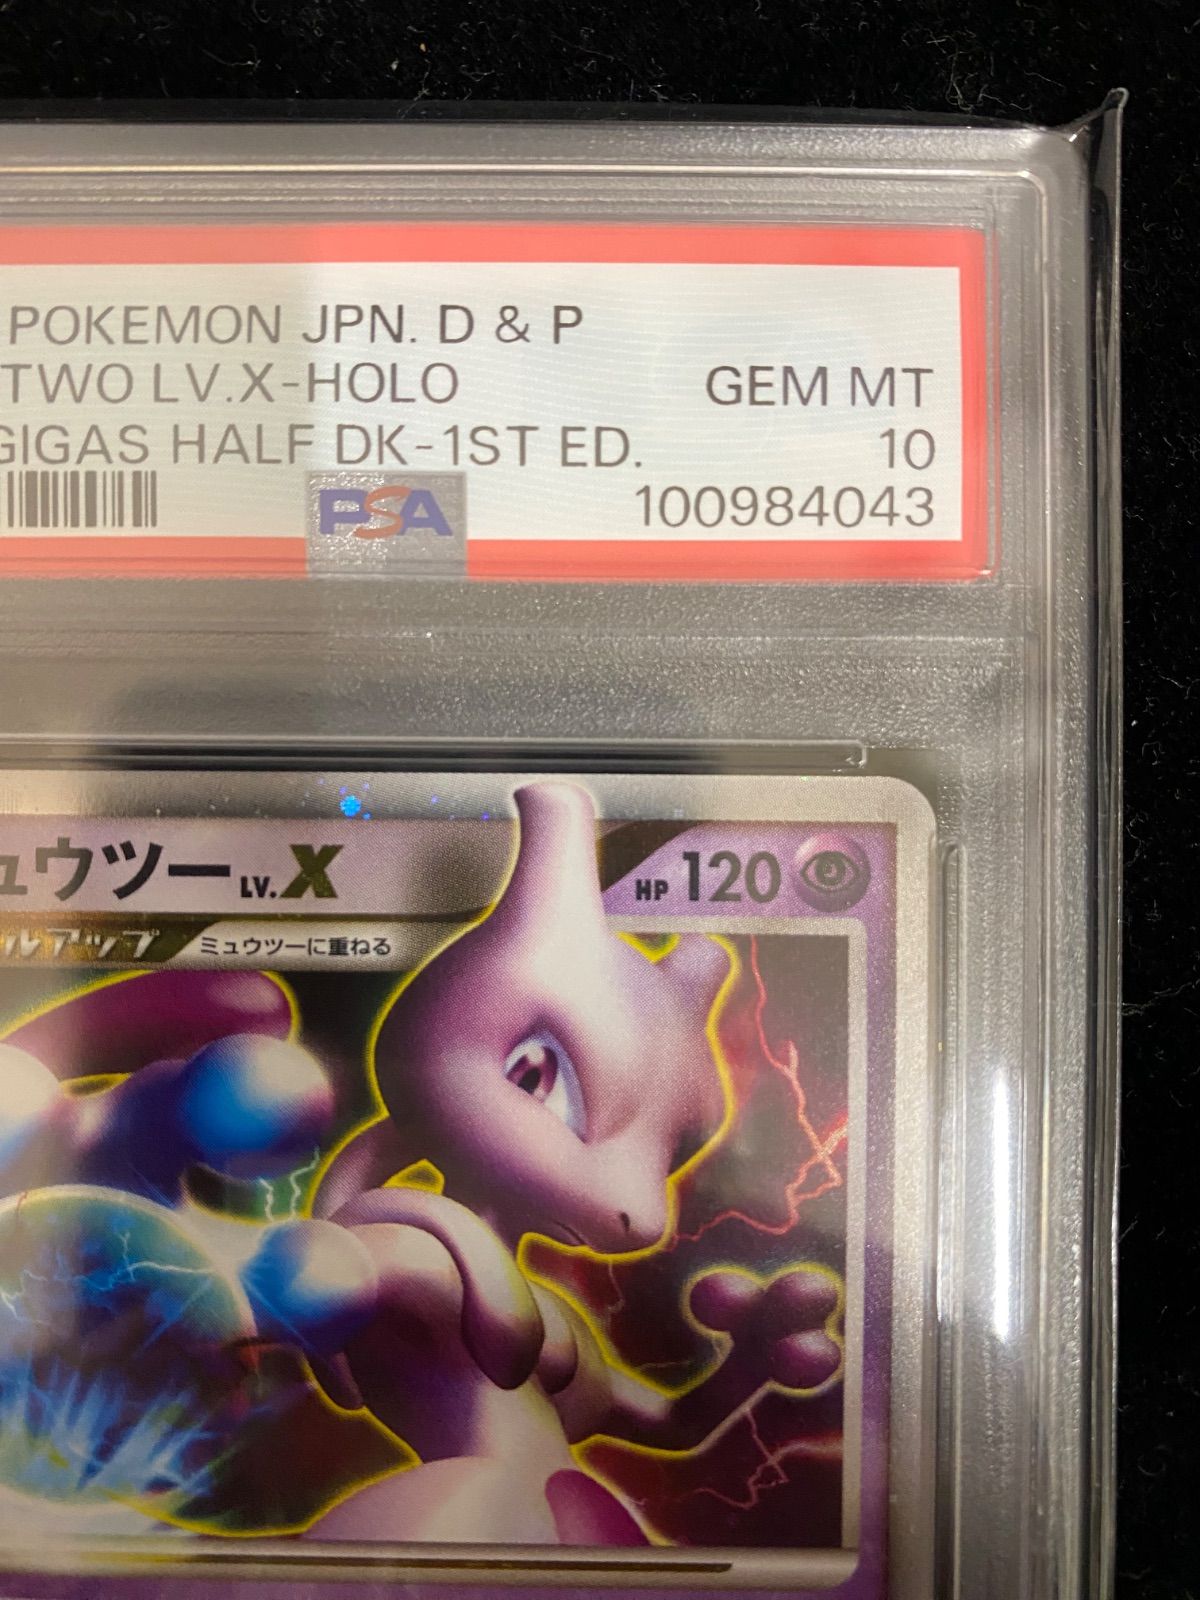 POKEMON JPN. D & P
TWO LV.X-HOLO GEM MT
GIGAS HALF DK-1ST ED. 10
PSA 100984043
ュウツー LV.X HP 120
ルアップ ミュウツーに重ねる